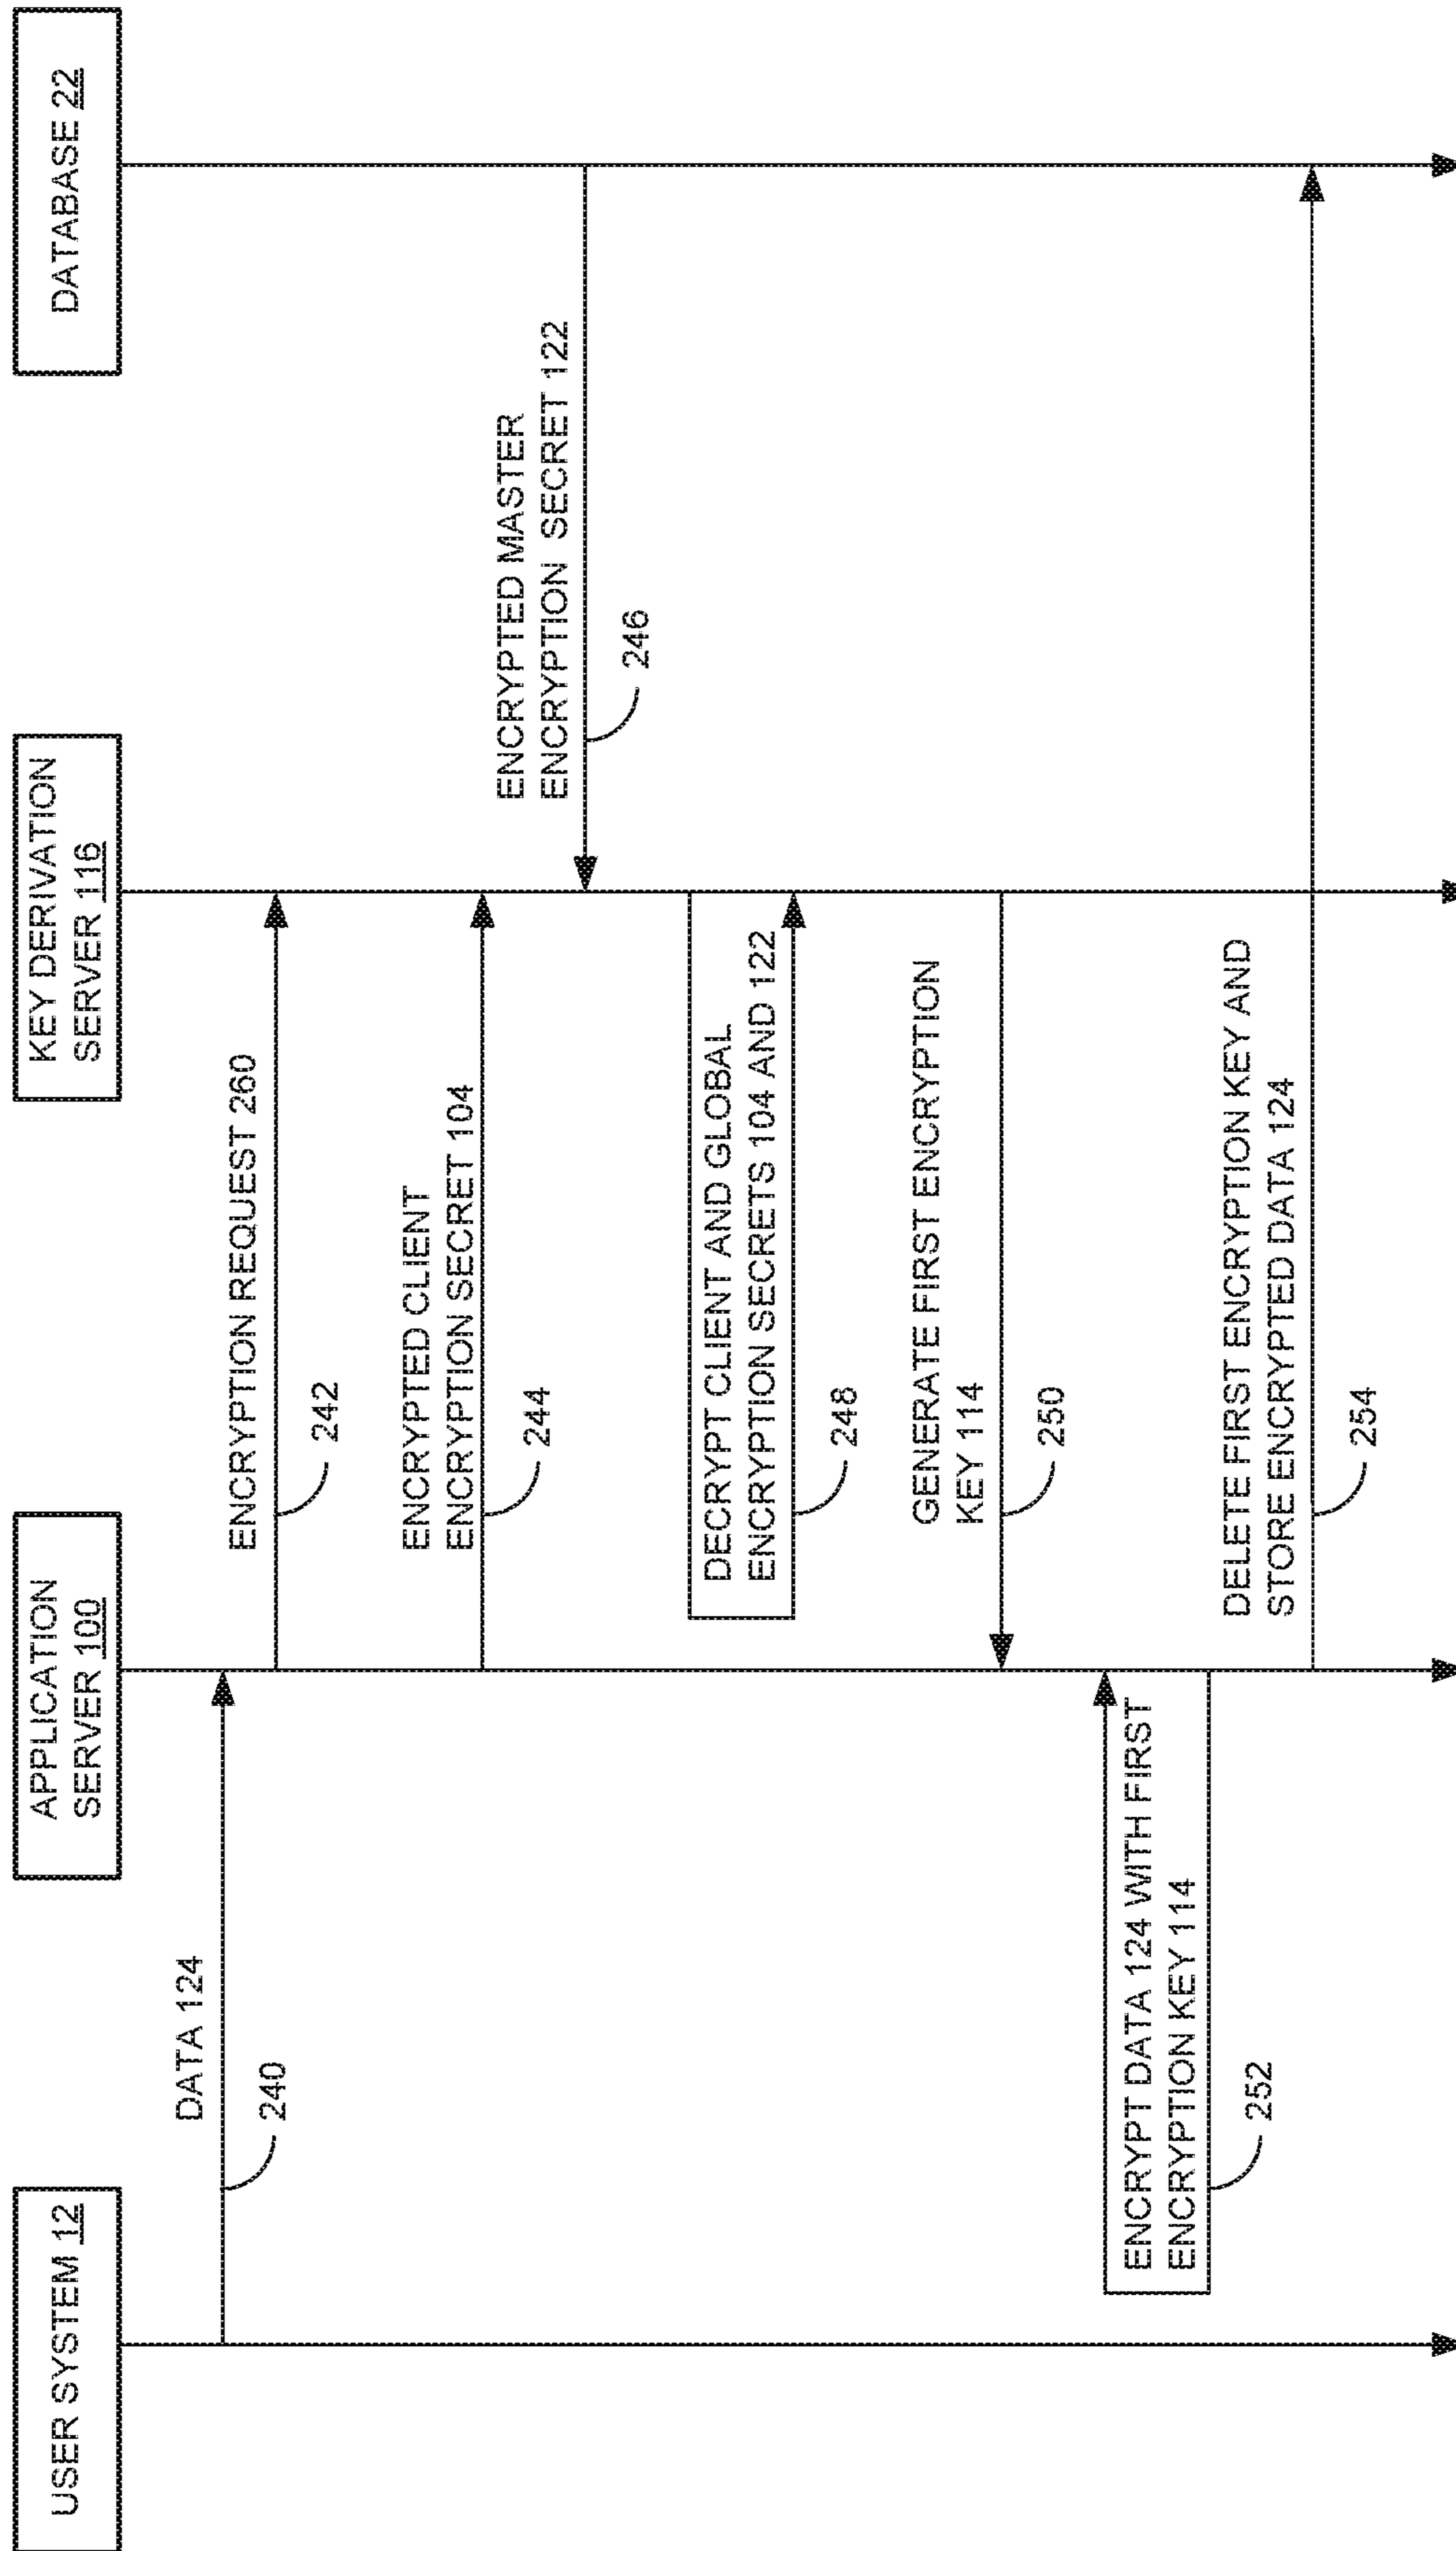 USER SYSTEM 12
APPLICATION
SERVER 100
KEY DERIVATION
SERVER 116
DATABASE 22
DATA 124
240
ENCRYPTION REQUEST 260
242
ENCRYPTED CLIENT
ENCRYPTION SECRET 104
244
ENCRYPTED MASTER
ENCRYPTION SECRET 122
246
DECRYPT CLIENT AND GLOBAL
ENCRYPTION SECRETS 104 AND 122
248
GENERATE FIRST ENCRYPTION
KEY 114
250
ENCRYPT DATA 124 WITH FIRST
ENCRYPTION KEY 114
252
DELETE FIRST ENCRYPTION KEY AND
STORE ENCRYPTED DATA 124
254